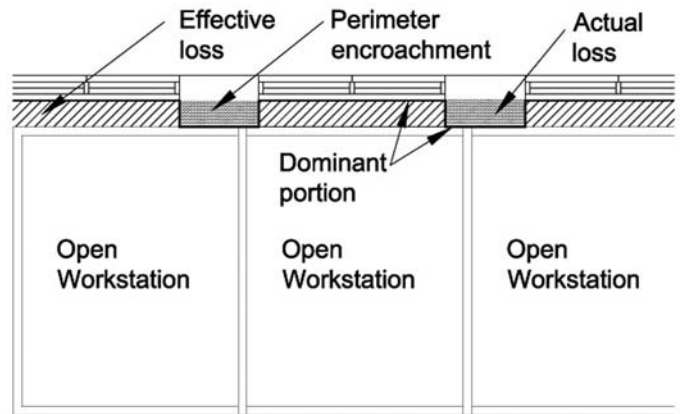 Effective
loss
Perimeter
encroachment
Actual
loss
Dominant
portion
Open
Workstation
Open
Workstation
Open
Workstation